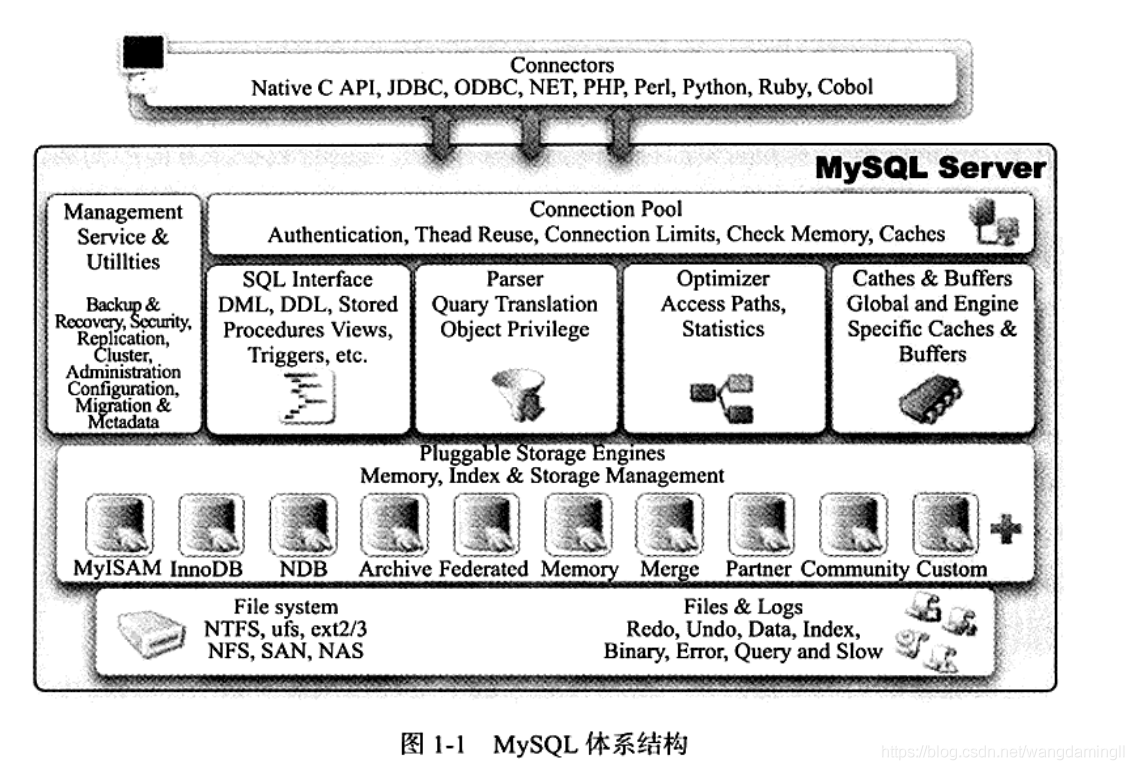 Connectors
Native C API, JDBC, ODBC, NET, PHP, Perl, Python, Ruby, Cobol
MySQL Server
Management
Service &
Utillties
Backup &
Recovery, Security,
Replication,
Cluster,
Administration
Configuration,
Migration &
Metadata
Connection Pool
Authentication, Thead Reuse, Connection Limits, Check Memory, Caches
SQL Interface
DML, DDL, Stored
Procedures Views,
Triggers, etc.
Parser
Quary Translation
Object Privilege
Optimizer
Access Paths,
Statistics
Cathes & Buffers
Global and Engine
Specific Caches &
Buffers
Pluggable Storage Engines
Memory, Index & Storage Management
MyISAM InnoDB NDB Archive Federated Memory Merge Partner Community Custom
File system
NTFS, ufs, ext2/3
NFS, SAN, NAS
Files & Logs
Redo, Undo, Data, Index,
Binary, Error, Query and Slow
图 1-1 MySQL 体系结构
https://blog.csdn.net/wangdamingll